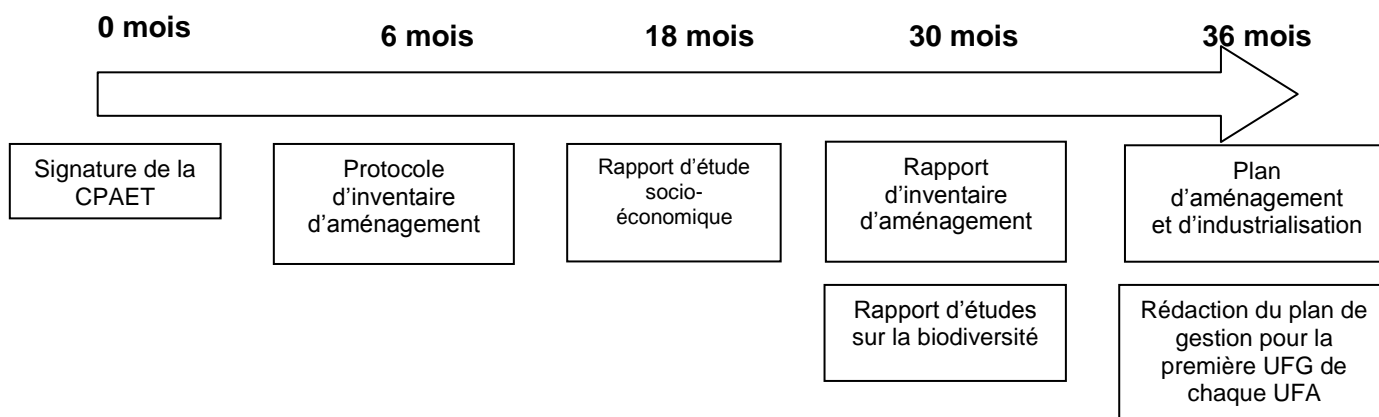 0 mois
6 mois
18 mois
30 mois
36 mois
Signature de la
CPAET
Protocole
d'inventaire
d'aménagement
Rapport d'étude
socio-
économique
Rapport
d'inventaire
d'aménagement
Plan
d'aménagement
et d'industrialisation
Rapport d'études
sur la biodiversité
Rédaction du plan de
gestion pour la
première UFG de
chaque UFA